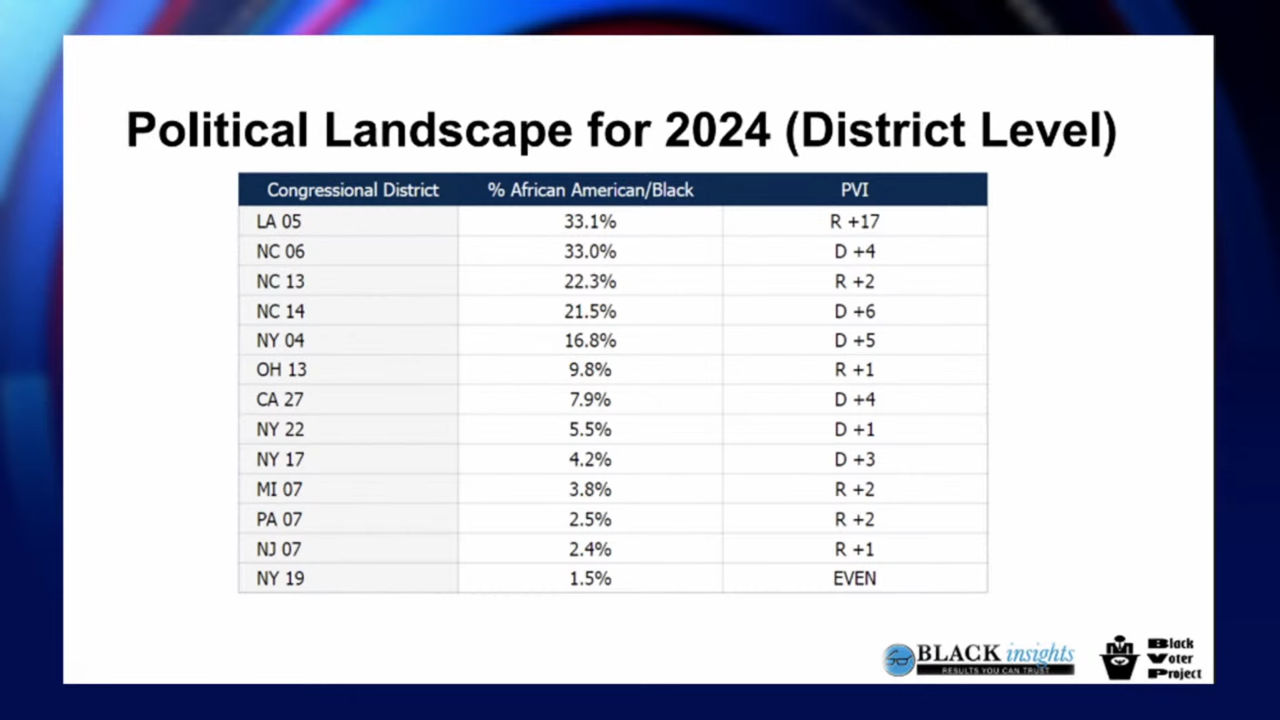 Political Landscape for 2024 (District Level)
Congressional District % African American/Black PVI
LA 05 33.1% R +17
NC 06 33.0% D +4
NC 13 22.3% R +2
NC 14 21.5% D +6
NY 04 16.8% D +5
OH 13 9.8% R +1
CA 27 7.9% D +4
NY 22 5.5% D +1
NY 17 4.2% D +3
MI 07 3.8% R +2
PA 07 2.5% R +2
NJ 07 2.4% R +1
NY 19 1.5% EVEN
BLACK insights
RESULTS YOU CAN TRUST
Black
Voter
Project